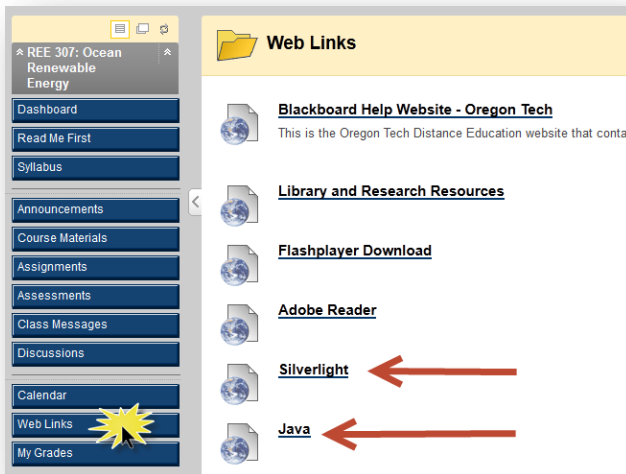 REE 307: Ocean
Renewable
Energy
Dashboard
Read Me First
Syllabus
Announcements
Course Materials
Assignments
Assessments
Class Messages
Discussions
Calendar
Web Links
My Grades
Web Links
Blackboard Help Website - Oregon Tech
This is the Oregon Tech Distance Education website that conta
Library and Research Resources
Flashplayer Download
Adobe Reader
Silverlight
Java